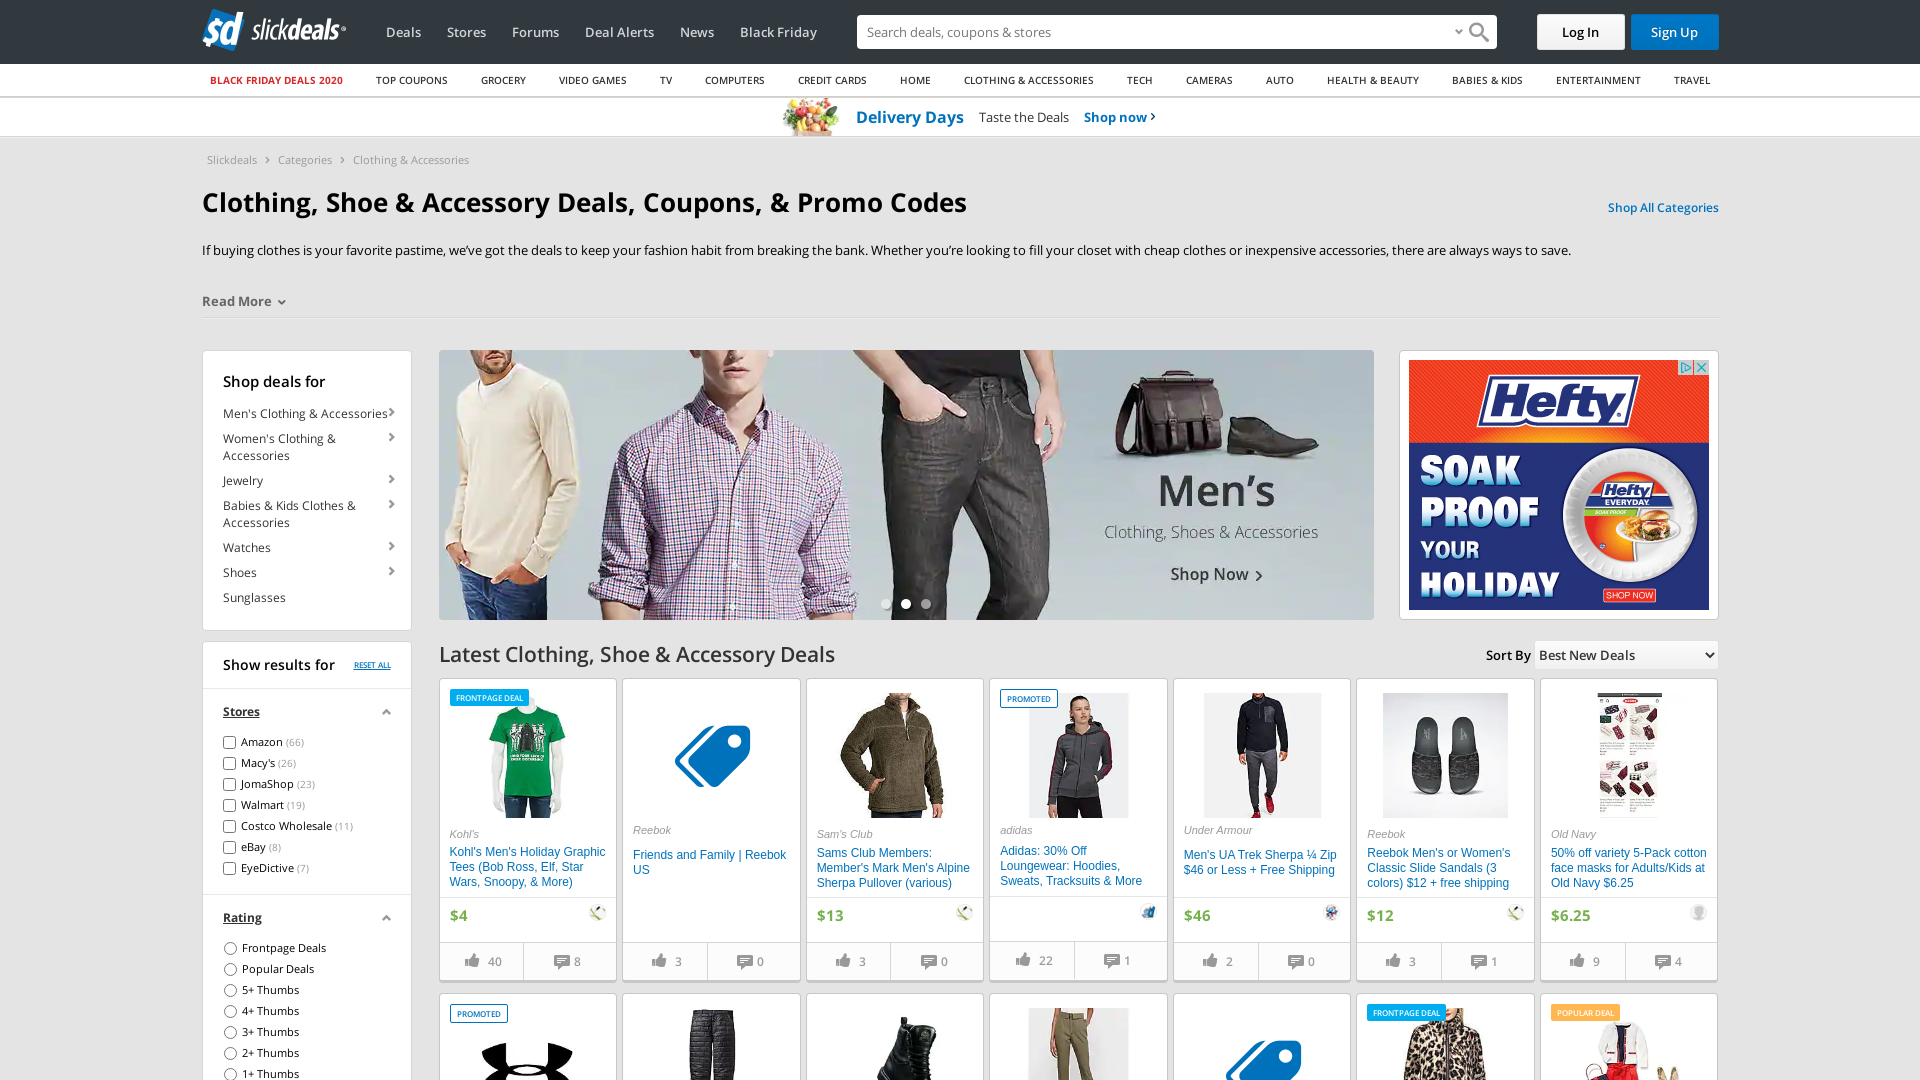 sd slickdeals
Deals Stores Forums Deal Alerts News Black Friday Search deals, coupons & stores Log In Sign Up
BLACK FRIDAY DEALS 2020 TOP COUPONS GROCERY VIDEO GAMES TV COMPUTERS CREDIT CARDS HOME CLOTHING & ACCESSORIES TECH CAMERAS AUTO HEALTH & BEAUTY BABIES & KIDS ENTERTAINMENT TRAVEL
Delivery Days Taste the Deals Shop now
Slickdeals Categories Clothing & Accessories
Clothing, Shoe & Accessory Deals, Coupons, & Promo Codes
Shop All Categories
If buying clothes is your favorite pastime, we've got the deals to keep your fashion habit from breaking the bank. Whether you're looking to fill your closet with cheap clothes or inexpensive accessories, there are always ways to save.
Read More
Shop deals for
Men's Clothing & Accessories
Women's Clothing &
Accessories
Jewelry
Babies & Kids Clothes &
Accessories
Watches
Shoes
Sunglasses
Men's
Clothing, Shoes & Accessories
Shop Now
Hefty
SOAK
PROOF
YOUR
HOLIDAY
Hefty
EVERYDAY
SOAK PROOF
SHOP NOW
Show results for RESET ALL
Stores
Amazon (66)
Macy's (26)
JomaShop (23)
Walmart (19)
Costco Wholesale (11)
eBay (8)
EyeDictive (7)
Rating
Frontpage Deals
Popular Deals
5+ Thumbs
4+ Thumbs
3+ Thumbs
2+ Thumbs
1+ Thumbs
Latest Clothing, Shoe & Accessory Deals
Sort By Best New Deals
FRONTPAGE DEAL
Kohl's
Kohl's Men's Holiday Graphic
Tees (Bob Ross, Elf, Star
Wars, Snoopy, & More)
$4
40 8
Reebok
Friends and Family | Reebok
US
3 0
Sam's Club
Sams Club Members:
Member's Mark Men's Alpine
Sherpa Pullover (various)
$13
3 0
PROMOTED
adidas
Adidas: 30% Off
Loungewear: Hoodies,
Sweats, Tracksuits & More
22 1
Under Armour
Men's UA Trek Sherpa ¼ Zip
$46 or Less + Free Shipping
$46
2 0
Reebok
Reebok Men's or Women's
Classic Slide Sandals (3
colors) $12 + free shipping
$12
3 1
Old Navy
50% off variety 5-Pack cotton
face masks for Adults/Kids at
Old Navy $6.25
$6.25
9 4
PROMOTED
FRONTPAGE DEAL
POPULAR DEAL